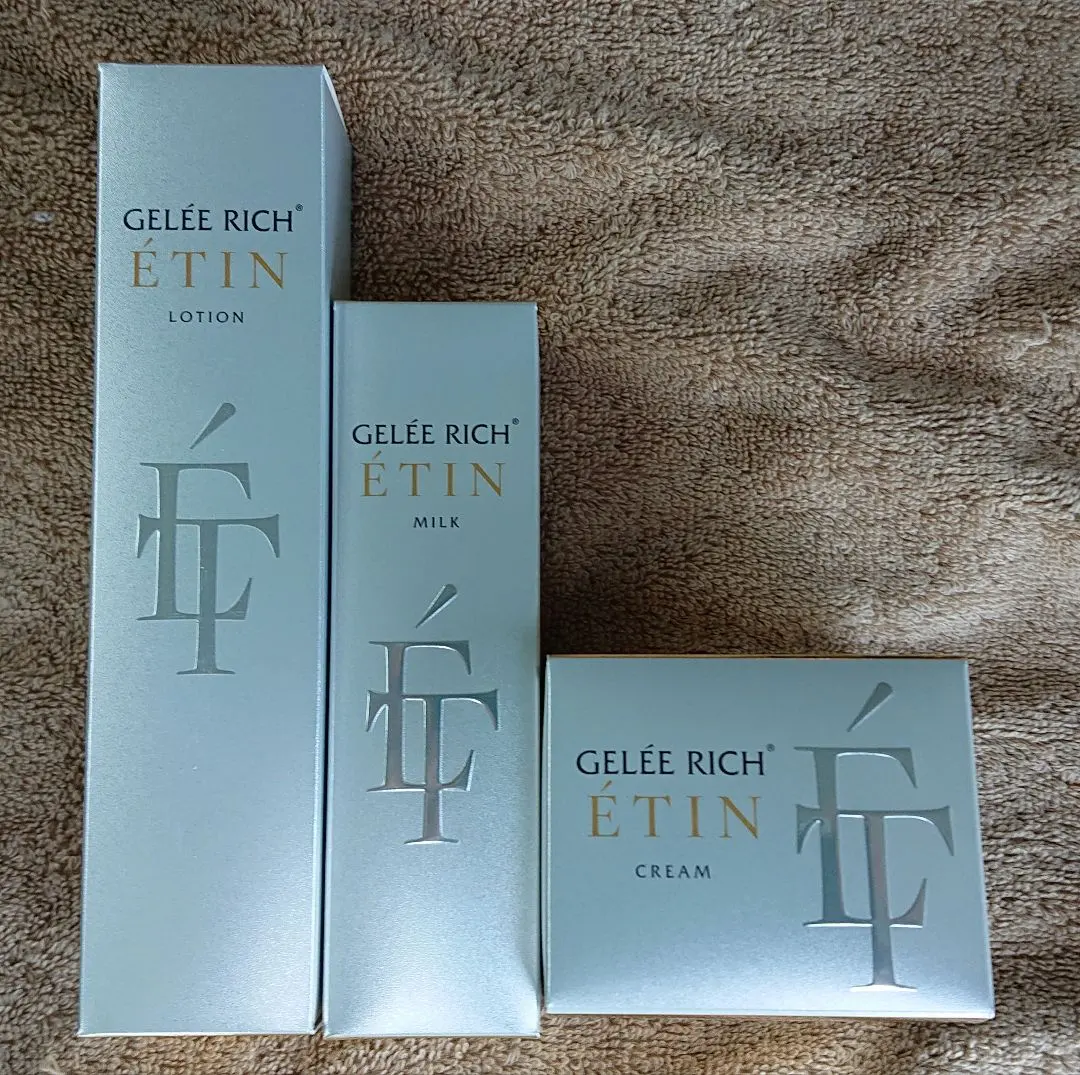 GELÉE RICH®
ÉTIN
LOTION
ÉT
GELÉE RICH®
ÉTIN
MILK
ÉT
GELÉE RICH®
ÉTIN
CREAM
ÉT